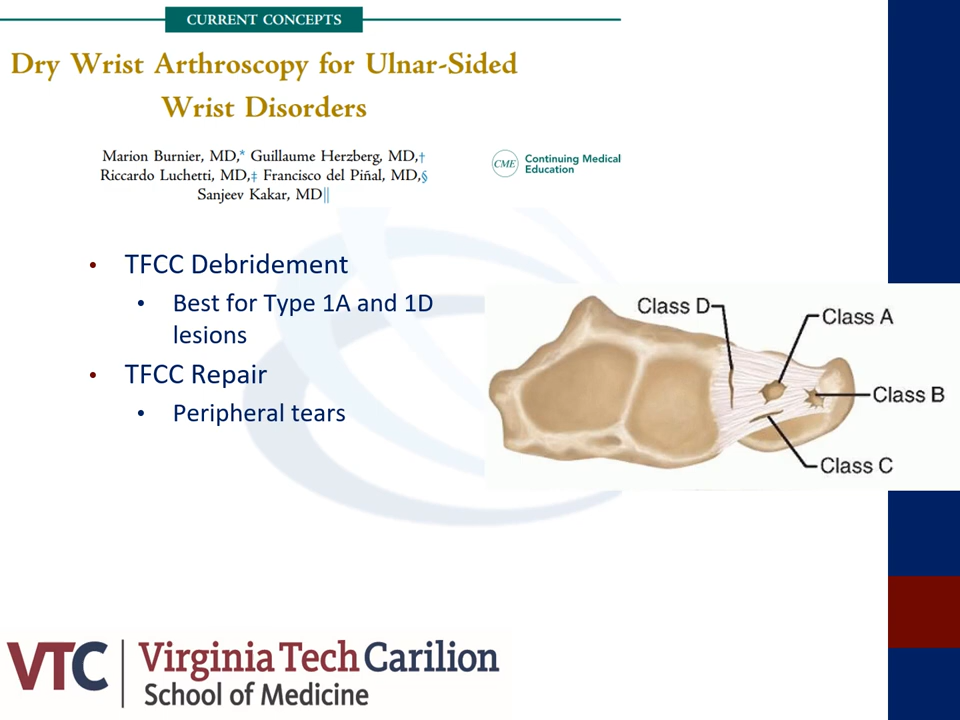 CURRENT CONCEPTS
Dry Wrist Arthroscopy for Ulnar-Sided
Wrist Disorders
Marion Burnier, MD,* Guillaume Herzberg, MD,†
Riccardo Luchetti, MD,‡ Francisco del Piñal, MD,§
Sanjeev Kakar, MD||
CME Continuing Medical
Education
• TFCC Debridement
• Best for Type 1A and 1D
lesions
• TFCC Repair
• Peripheral tears
Class D
Class A
Class B
Class C
VTC Virginia Tech Carilion
School of Medicine